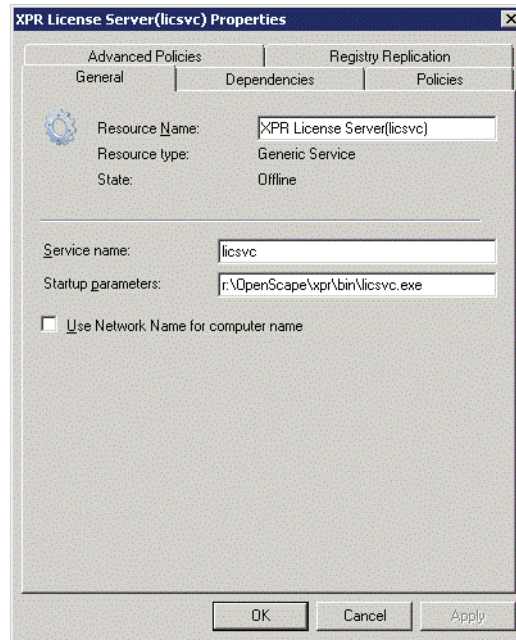 XPR License Server(licsvc) Properties
Advanced Policies
Registry Replication
General
Dependencies
Policies
Resource Name:
XPR License Server(licsvc)
Resource type:
Generic Service
State:
Offline
Service name:
licsvc
Startup parameters:
r:\OpenScape\xpr\bin\licsvc.exe
Use Network Name for computer name
OK
Cancel
Apply